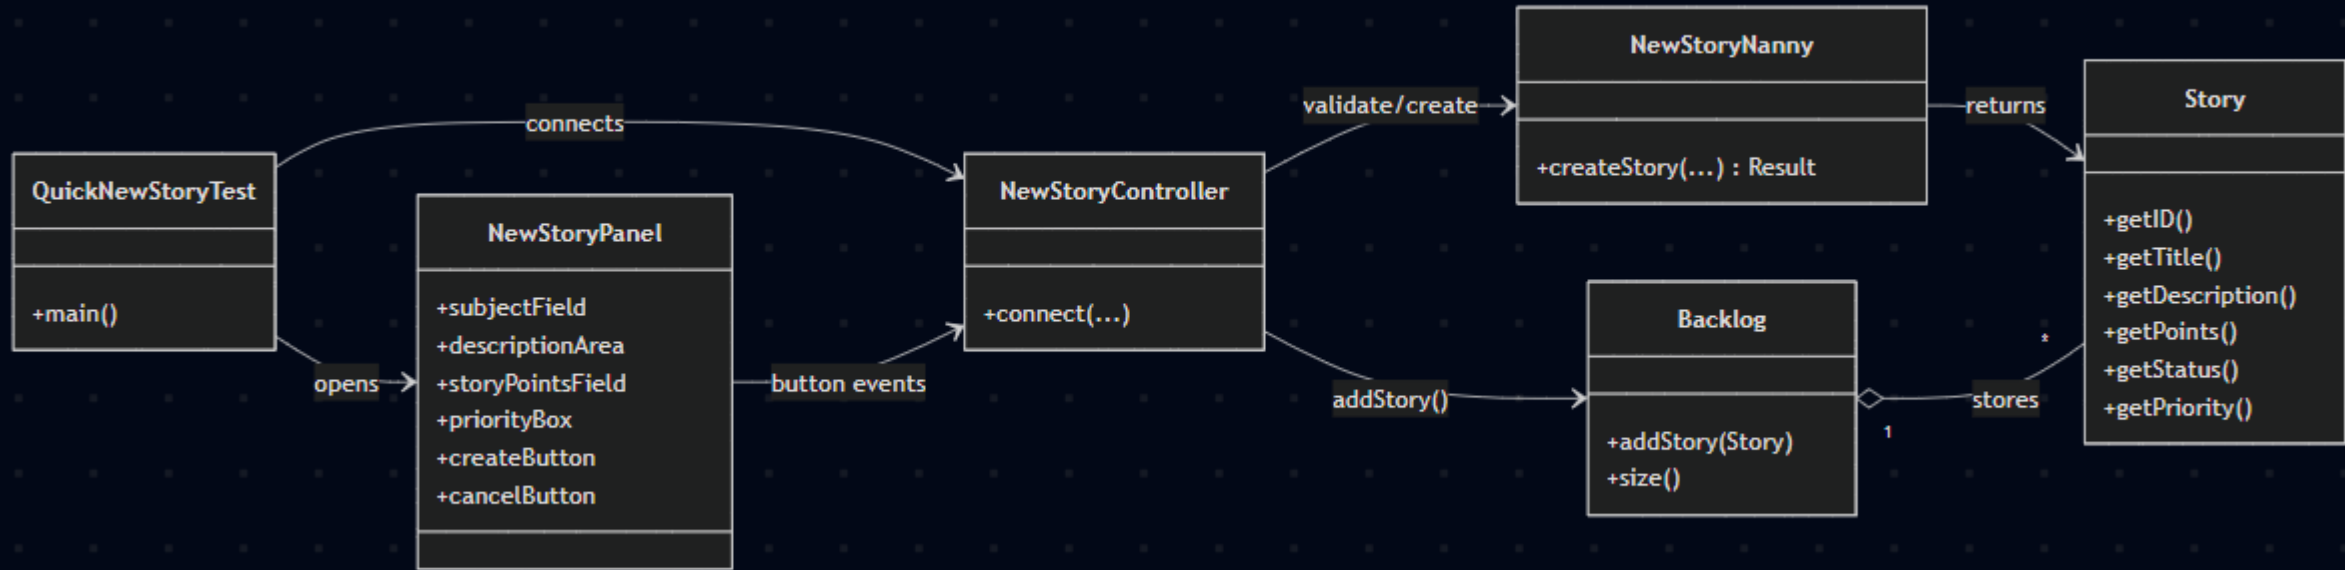 QuickNewStoryTest
+main()
connects
opens
NewStoryPanel
+subjectField
+descriptionArea
+storyPointsField
+priorityBox
+createButton
+cancelButton
button events
NewStoryController
+connect(...)
validate/create
addStory()
NewStoryNanny
+createStory(...) : Result
returns
Backlog
+addStory(Story)
+size()
1
stores
*
Story
+getID()
+getTitle()
+getDescription()
+getPoints()
+getStatus()
+getPriority()